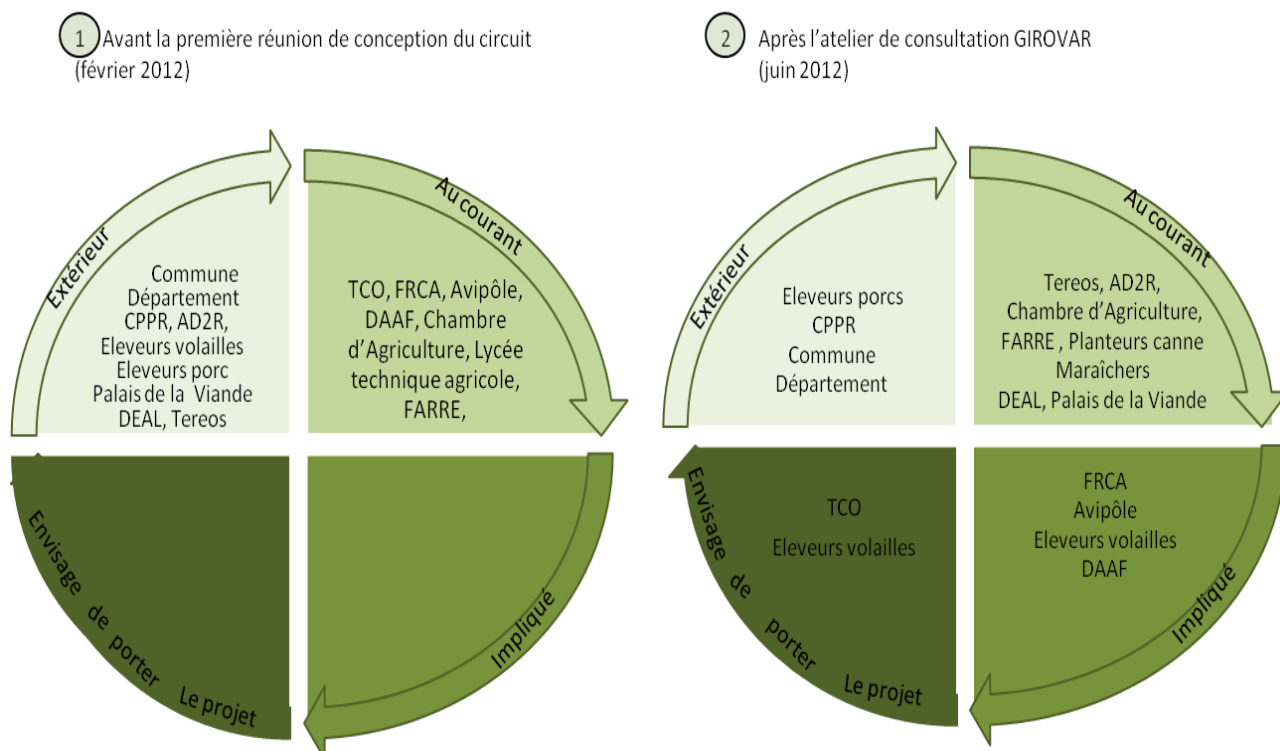 1 Avant la première réunion de conception du circuit
(février 2012)
Extérieur
Commune
Département
CPPR, AD2R,
Eleveurs volailles
Eleveurs porc
Palais de la Viande
DEAL, Tereos
Au courant
TCO, FRCA, Avipôle,
DAAF, Chambre
d’Agriculture, Lycée
technique agricole,
FARRE,
Impliqué
Envisage de porter Le projet
2 Après l’atelier de consultation GIROVAR
(juin 2012)
Extérieur
Eleveurs porcs
CPPR
Commune
Département
Au courant
Tereos, AD2R,
Chambre d’Agriculture,
FARRE , Planteurs canne
Maraîchers
DEAL, Palais de la Viande
Impliqué
FRCA
Avipôle
Eleveurs volailles
DAAF
Envisage de porter Le projet
TCO
Eleveurs volailles